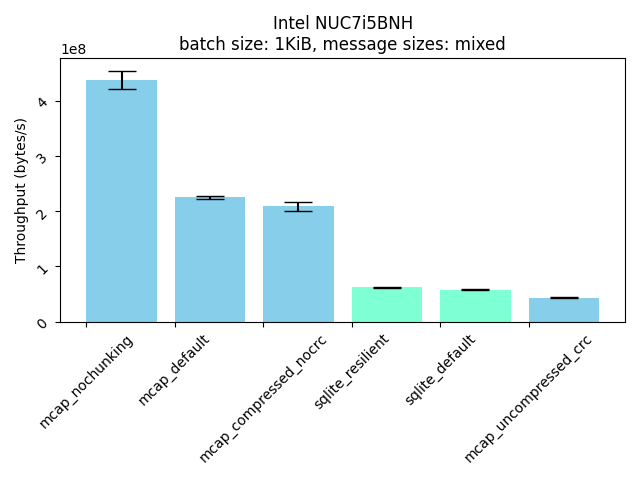 Intel NUC7i5BNH
batch size: 1KiB, message sizes: mixed
1e8
4
3
2
1
0
Throughput (bytes/s)
mcap_nochunking
mcap_default
mcap_compressed_nocrc
sqlite_resilient
sqlite_default
mcap_uncompressed_crc